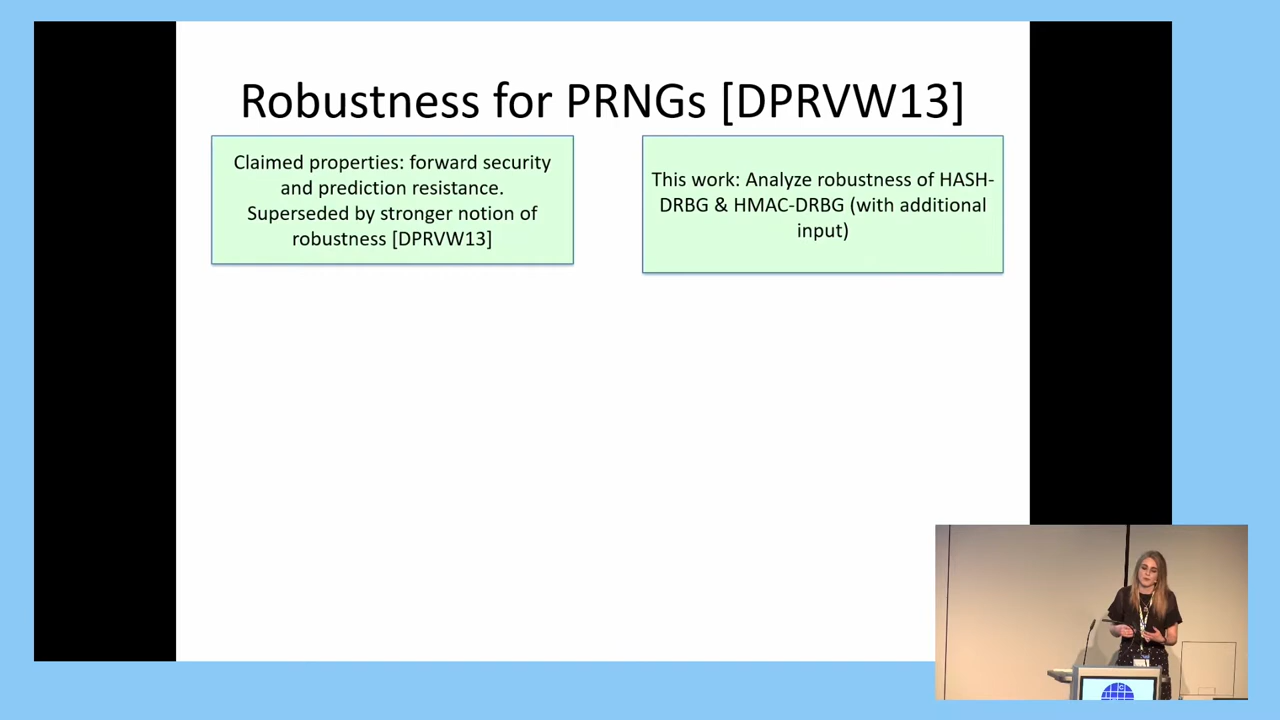 Robustness for PRNGs [DPRVW13]
Claimed properties: forward security
and prediction resistance.
Superseded by stronger notion of
robustness [DPRVW13]
This work: Analyze robustness of HASH-
DRBG & HMAC-DRBG (with additional
input)